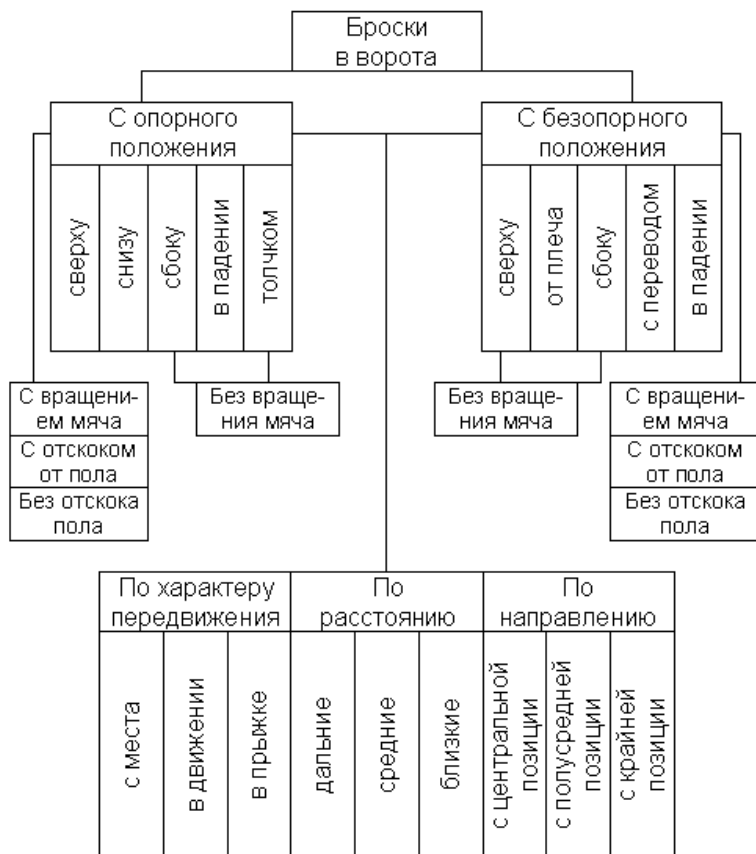 Броски
в ворота
С опорного
положения
С безопорного
положения
сверху
снизу
сбоку
в падении
толчком
сверху
от плеча
сбоку
с переводом
в падении
С вращени-
ем мяча
С отскоком
от пола
Без отскока
пола
Без враще-
ния мяча
Без враще-
ния мяча
С вращени-
ем мяча
С отскоком
от пола
Без отскока
пола
По характеру
передвижения
По
расстоянию
По
направлению
с места
в движении
в прыжке
дальние
средние
близкие
с центральной
позиции
с полусредней
позиции
с крайней
позиции